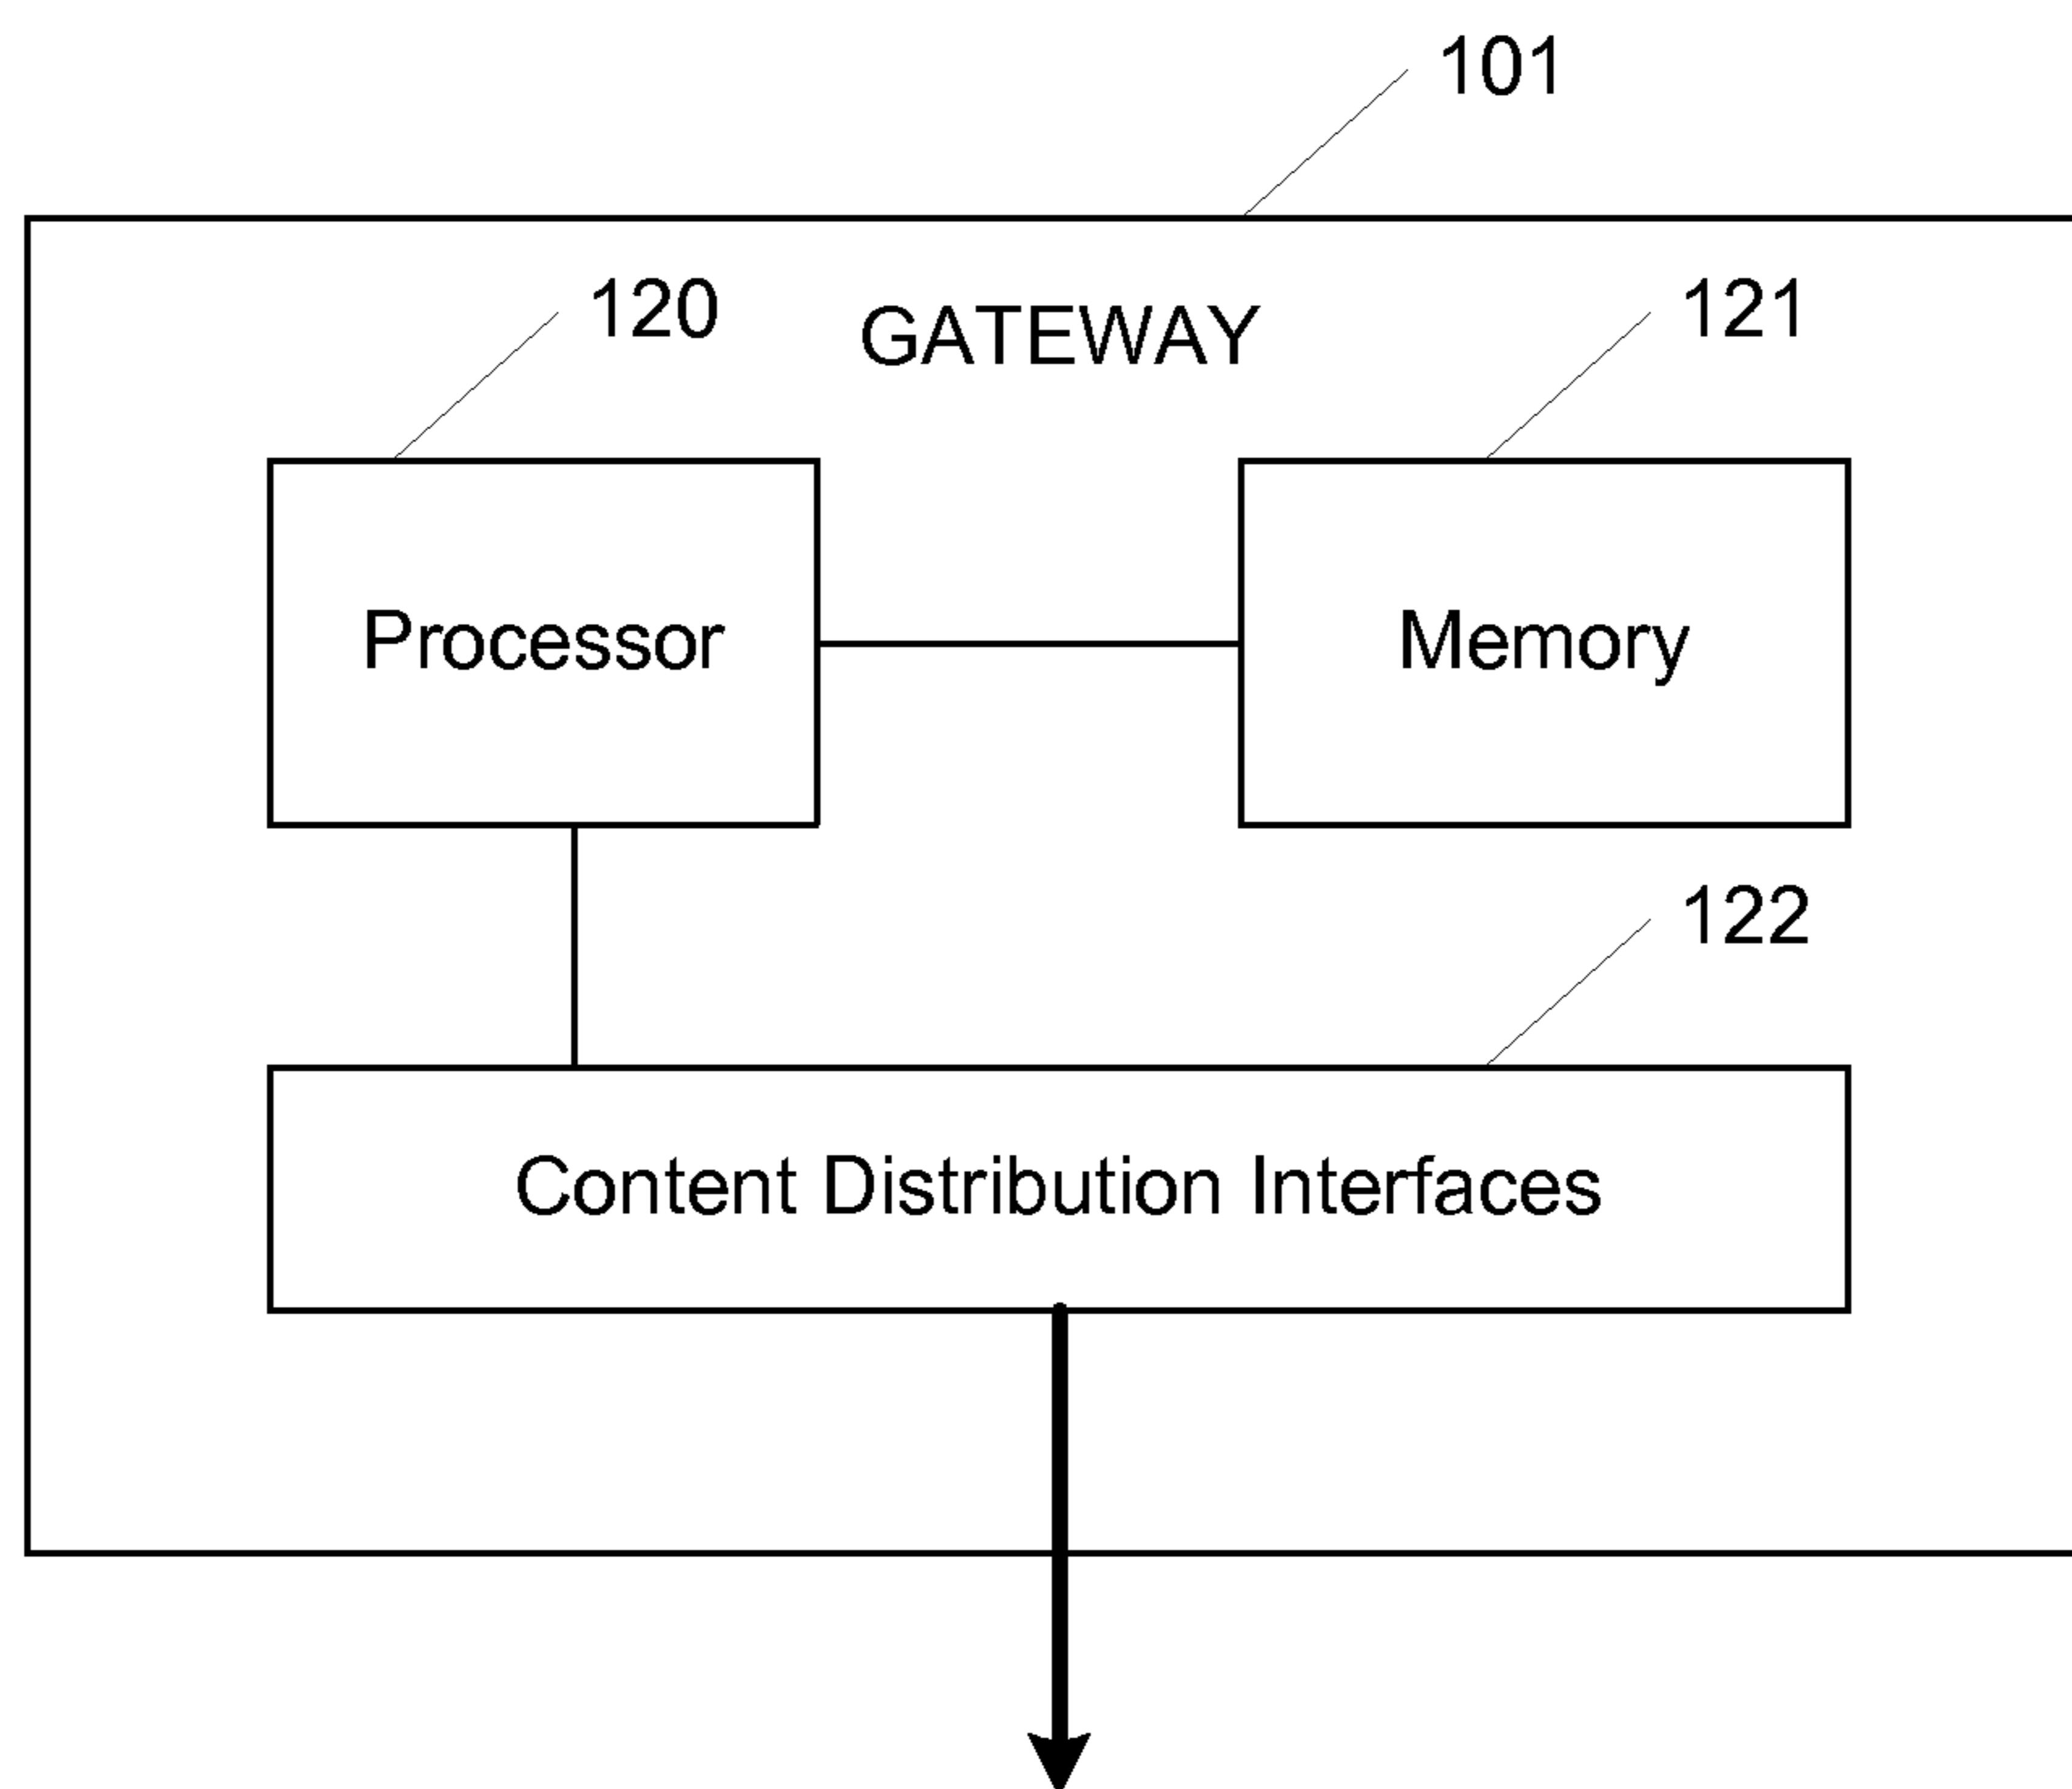 101
120
GATEWAY
121
Processor
Memory
122
Content Distribution Interfaces